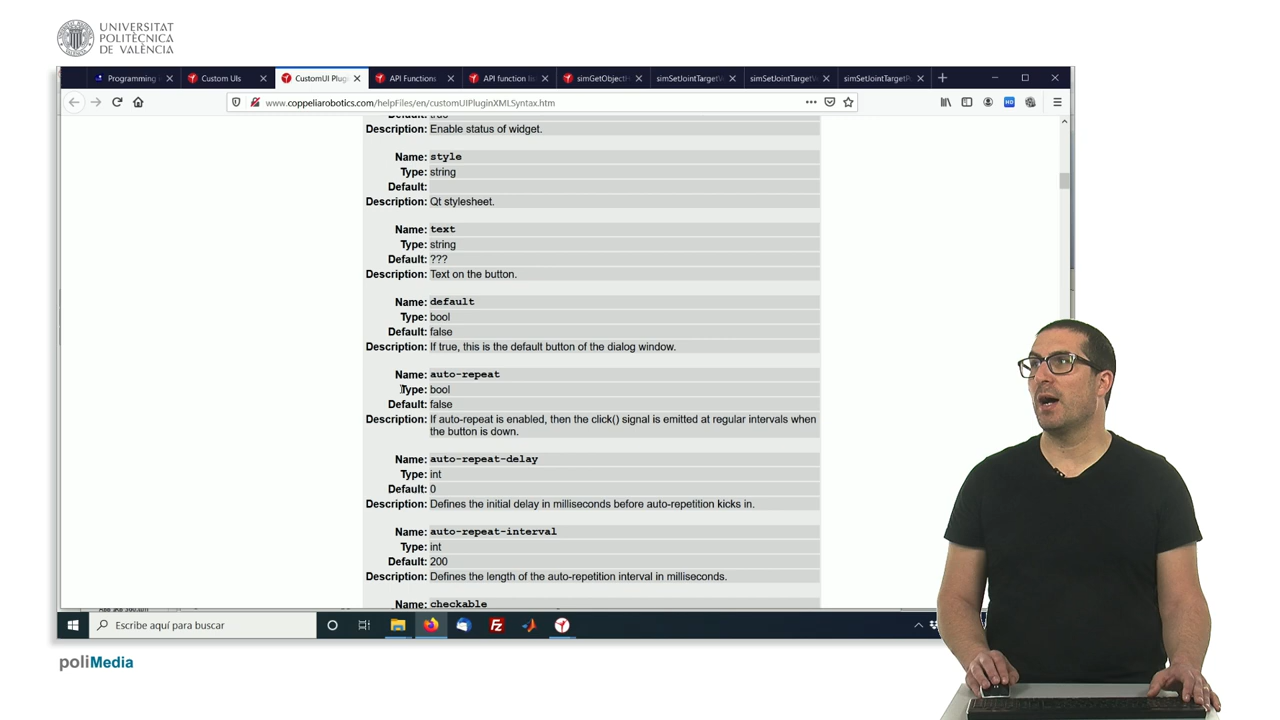 UNIVERSITAT
POLITÈCNICA
DE VALÈNCIA
Programming
Custom UIs
CustomUI Plug
API Functions
API function lis
simGetObject
simSetJointTargetV
simSetJointTargetV
simSetJointTargetP
www.coppeliarobotics.com/helpFiles/en/customUIPluginXMLSyntax.htm
Default: true
Description: Enable status of widget.
Name: style
Type: string
Default:
Description: Qt stylesheet.
Name: text
Type: string
Default: ???
Description: Text on the button.
Name: default
Type: bool
Default: false
Description: If true, this is the default button of the dialog window.
Name: auto-repeat
Type: bool
Default: false
Description: If auto-repeat is enabled, then the click() signal is emitted at regular intervals when
the button is down.
Name: auto-repeat-delay
Type: int
Default: 0
Description: Defines the initial delay in milliseconds before auto-repetition kicks in.
Name: auto-repeat-interval
Type: int
Default: 200
Description: Defines the length of the auto-repetition interval in milliseconds.
Name: checkable
Escribe aquí para buscar
poliMedia